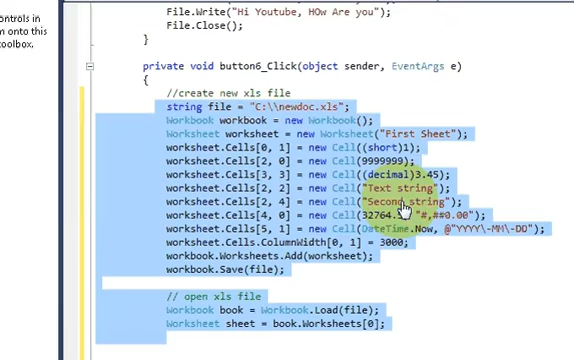 ontrols in
n onto this
toolbox.
File.Write("Hi Youtube, HOw Are you");
File.Close();
}
private void button6_Click(object sender, EventArgs e)
{
//create new xls file
string file = "C:\\newdoc.xls";
Workbook workbook = new Workbook();
Worksheet worksheet = new Worksheet("First Sheet");
worksheet.Cells[0, 1] = new Cell((short)1);
worksheet.Cells[2, 0] = new Cell(9999999);
worksheet.Cells[3, 3] = new Cell((decimal)3.45);
worksheet.Cells[2, 2] = new Cell("Text string");
worksheet.Cells[2, 4] = new Cell("Second string");
worksheet.Cells[4, 0] = new Cell(32764. "#,##0.00");
worksheet.Cells[5, 1] = new Cell(DateTime.Now, @"YYYY\-MM\-DD");
worksheet.Cells.ColumnWidth[0, 1] = 3000;
workbook.Worksheets.Add(worksheet);
workbook.Save(file);
// open xls file
Workbook book = Workbook.Load(file);
Worksheet sheet = book.Worksheets[0];